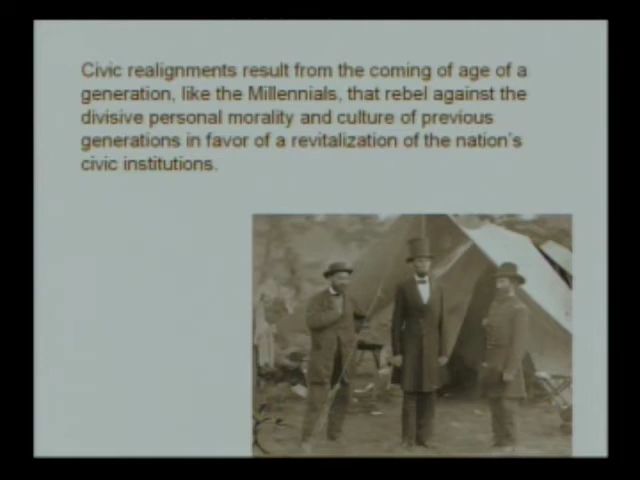 Civic realignments result from the coming of age of a
generation, like the Millennials, that rebel against the
divisive personal morality and culture of previous
generations in favor of a revitalization of the nation's
civic institutions.